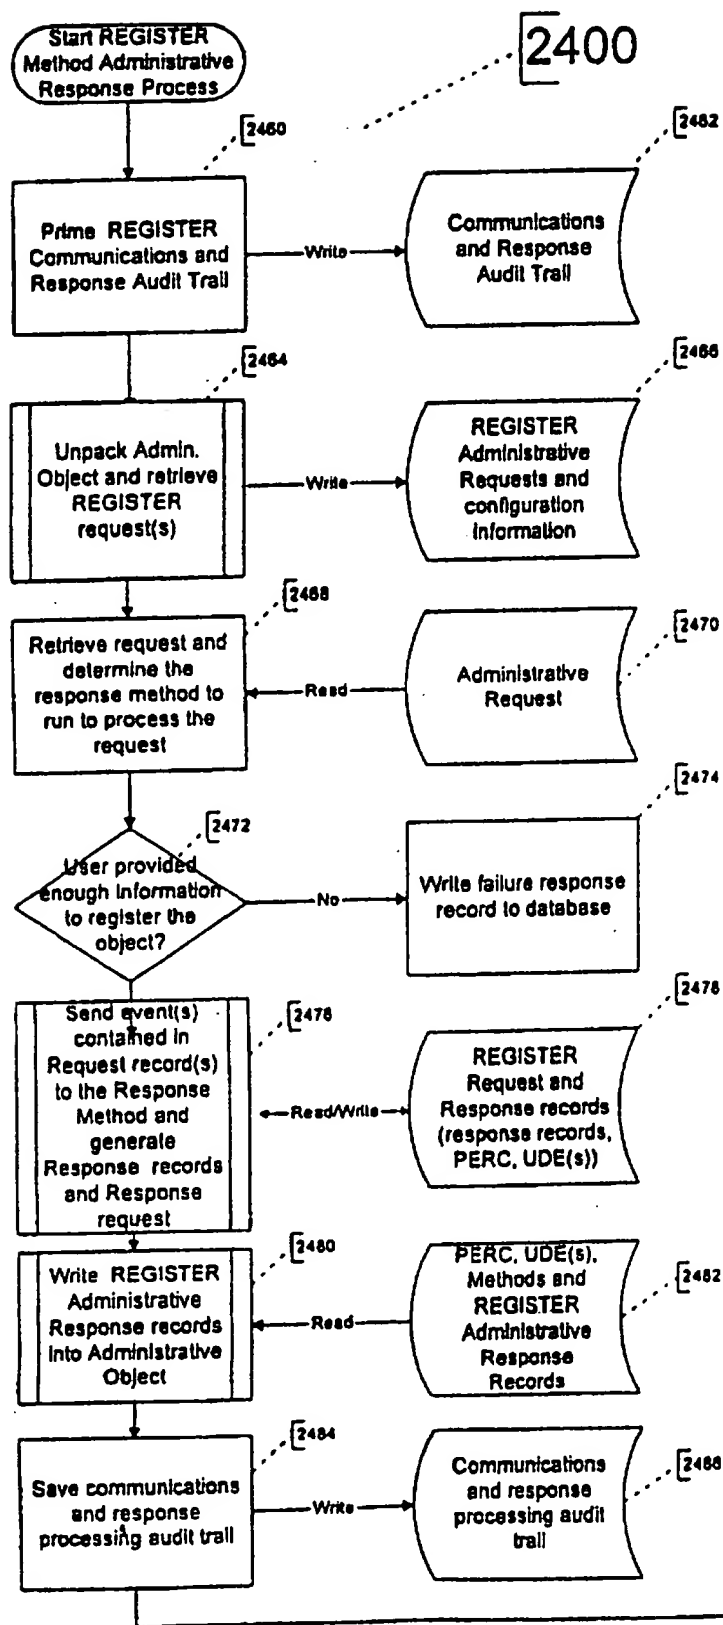 Start REGISTER
Method Administrative
Response Process
2400
2460
2462
Prime REGISTER
Communications and
Response Audit Trail
Write
Communications
and Response
Audit Trail
2464
2466
Unpack Admin.
Object and retrieve
REGISTER
request(s)
Write
REGISTER
Administrative
Requests and
configuration
Information
2468
2470
Retrieve request and
determine the
response method to
run to process the
request
Read
Administrative
Request
2472
2474
User provided
enough Information
to register the
object?
No
Write failure response
record to database
2476
2478
Send event(s)
contained in
Request record(s)
to the Response
Method and
generate
Response records
and Response
request
Read/Write
REGISTER
Request and
Response records
(response records,
PERC, UDE(s))
2480
2482
Write REGISTER
Administrative
Response records
into Administrative
Object
Read
PERC, UDE(s),
Methods and
REGISTER
Administrative
Response
Records
2484
2486
Save communications
and response
processing audit trail
Write
Communications
and response
processing audit
trail